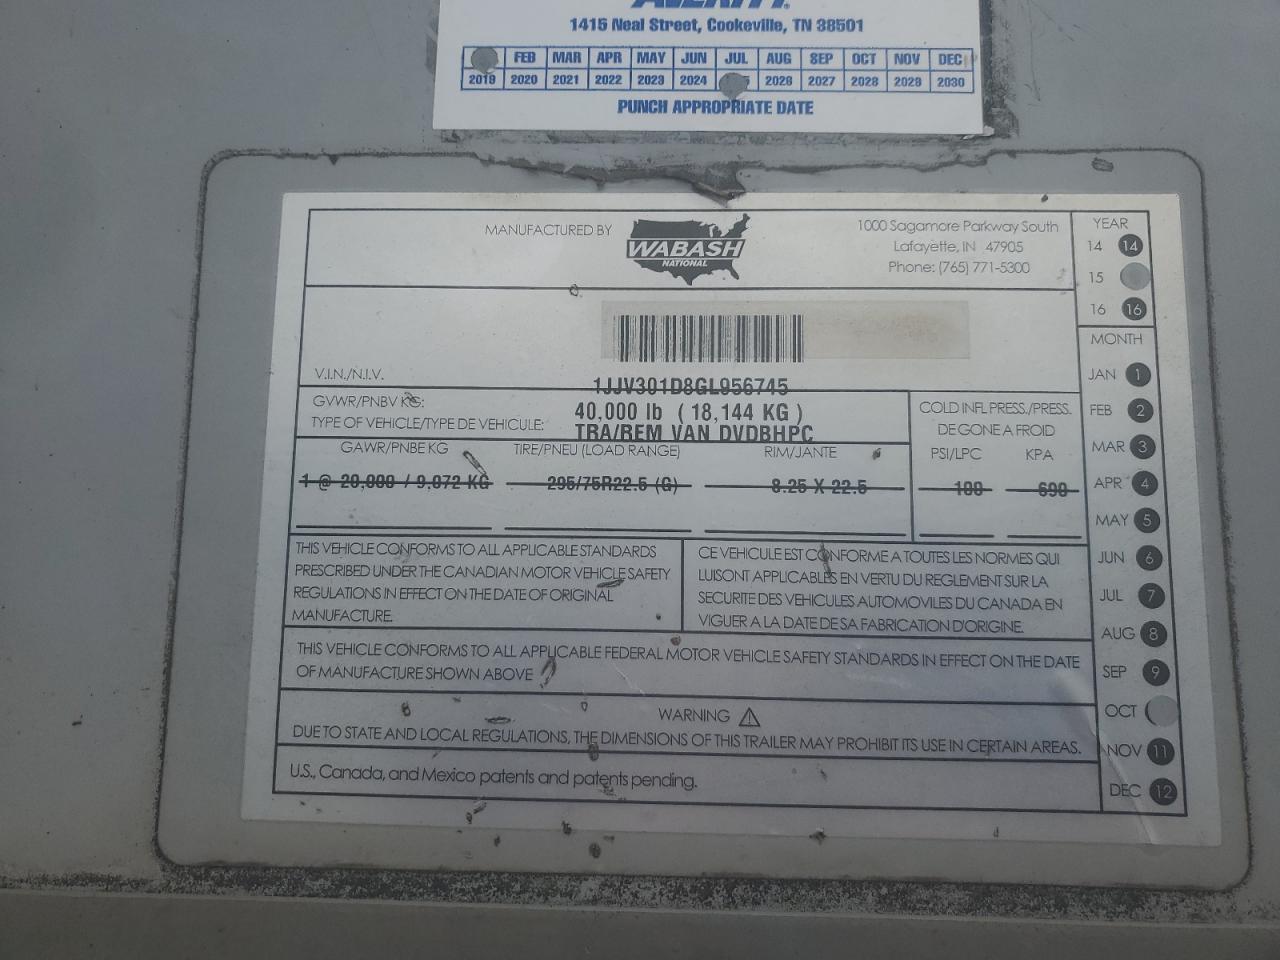 1415 Neal Street, Cookeville, TN 38501
FEB MAR APR MAY JUN JUL AUG SEP OCT NOV DEC
2019 2020 2021 2022 2023 2024 2026 2027 2028 2029 2030
PUNCH APPROPRIATE DATE
MANUFACTURED BY
WABASH
NATIONAL
1000 Sagamore Parkway South
Lafayette, IN 47905
Phone: (765) 771-5300
YEAR
14 14
15
16 16
V.I.N./N.I.V.
1JJV301D8GL956745
GVWR/PNBV KG:
40,000 lb ( 18,144 KG )
TYPE OF VEHICLE/TYPE DE VEHICULE:
TRA/REM VAN DVDBHPC
COLD INFL PRESS./PRESS.
DE GONE A FROID
GAWR/PNBE KG TIRE/PNEU (LOAD RANGE) RIM/JANTE PSI/LPC KPA
1 @ 20,000 / 9,072 KG 295/75R22.5 (G) 8.25 X 22.5 100 690
THIS VEHICLE CONFORMS TO ALL APPLICABLE STANDARDS
PRESCRIBED UNDER THE CANADIAN MOTOR VEHICLE SAFETY
REGULATIONS IN EFFECT ON THE DATE OF ORIGINAL
MANUFACTURE.
CE VEHICULE EST CONFORME A TOUTES LES NORMES QUI
LUISONT APPLICABLES EN VERTU DU REGLEMENT SUR LA
SECURITE DES VEHICULES AUTOMOVILES DU CANADA EN
VIGUER A LA DATE DE SA FABRICATION D'ORIGINE.
THIS VEHICLE CONFORMS TO ALL APPLICABLE FEDERAL MOTOR VEHICLE SAFETY STANDARDS IN EFFECT ON THE DATE
OF MANUFACTURE SHOWN ABOVE
WARNING
DUE TO STATE AND LOCAL REGULATIONS, THE DIMENSIONS OF THIS TRAILER MAY PROHIBIT ITS USE IN CERTAIN AREAS.
U.S., Canada, and Mexico patents and patents pending.
MONTH
JAN 1
FEB 2
MAR 3
APR 4
MAY 5
JUN 6
JUL 7
AUG 8
SEP 9
OCT
NOV 11
DEC 12